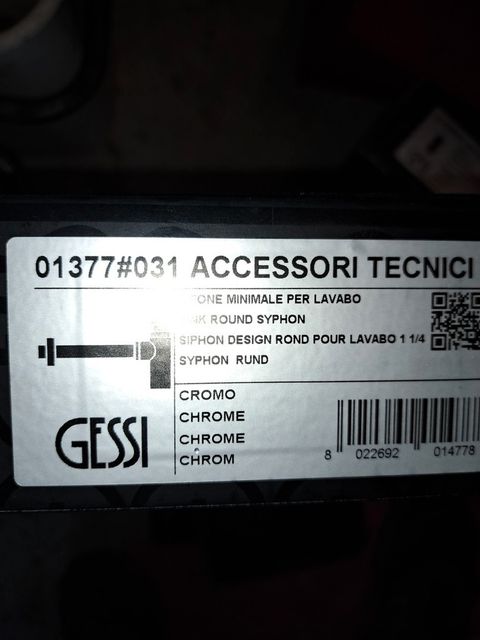 01377#031 ACCESSORI TECNICI
MINIMALE PER LAVABO
ROUND SYPHON
SIPHON DESIGN ROND POUR LAVABO 1 1/4
SYPHON RUND
CROMO
CHROME
CHROME
CHROM
GESSI
8 022692 014778